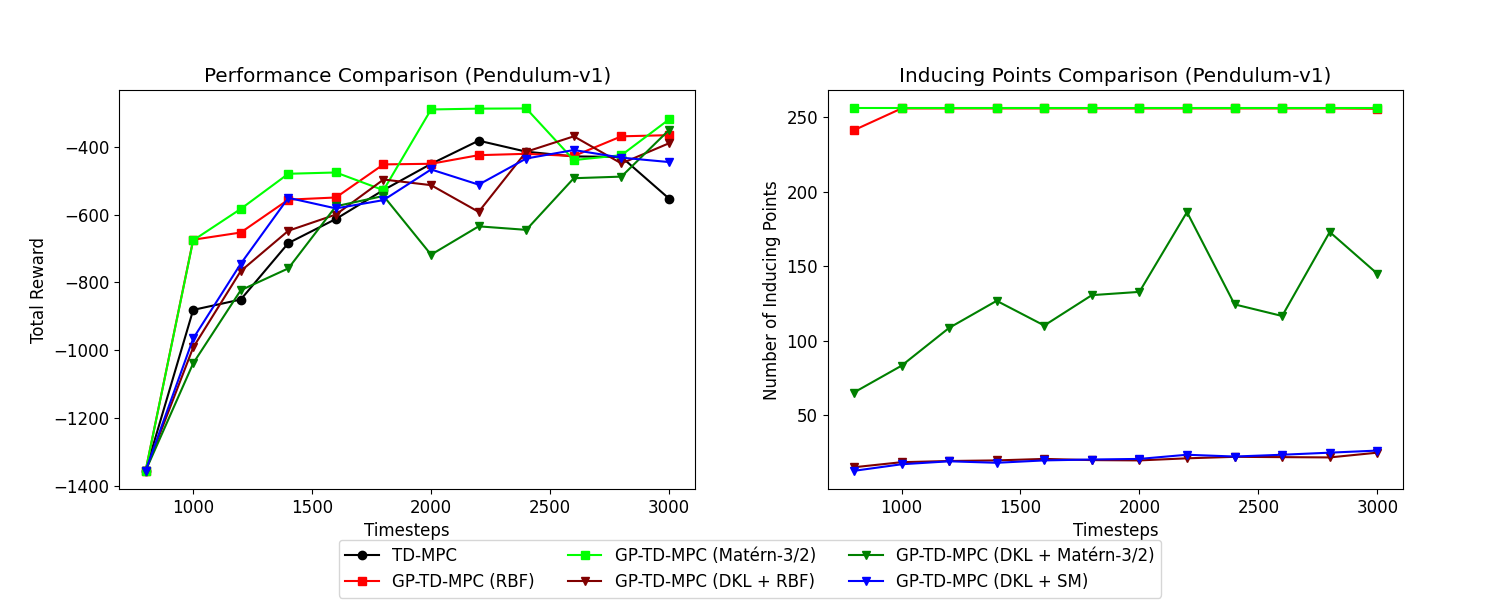 Performance Comparison (Pendulum-v1)
Total Reward
−400
−600
−800
−1000
−1200
−1400
1000 1500 2000 2500 3000
Timesteps
Inducing Points Comparison (Pendulum-v1)
Number of Inducing Points
250
200
150
100
50
1000 1500 2000 2500 3000
Timesteps
TD-MPC
GP-TD-MPC (RBF)
GP-TD-MPC (Matérn-3/2)
GP-TD-MPC (DKL + RBF)
GP-TD-MPC (DKL + Matérn-3/2)
GP-TD-MPC (DKL + SM)